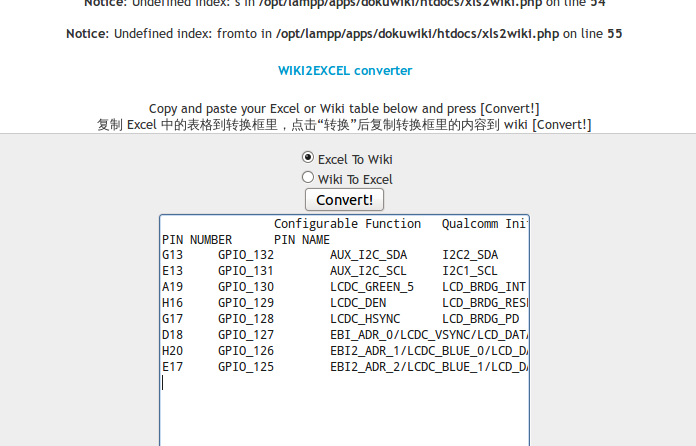 Notice: Undefined index: s in /opt/lampp/apps/dokuwiki/htdocs/xls2wiki.php on line 54
Notice: Undefined index: fromto in /opt/lampp/apps/dokuwiki/htdocs/xls2wiki.php on line 55
WIKI2EXCEL converter
Copy and paste your Excel or Wiki table below and press [Convert!]
复制 Excel 中的表格到转换框里，点击“转换”后复制转换框里的内容到 wiki [Convert!]
Excel To Wiki
Wiki To Excel
Convert!
Configurable Function Qualcomm Ini
PIN NUMBER PIN NAME
G13 GPIO_132 AUX_I2C_SDA I2C2_SDA
E13 GPIO_131 AUX_I2C_SCL I2C1_SCL
A19 GPIO_130 LCDC_GREEN_5 LCD_BRDG_INT
H16 GPIO_129 LCDC_DEN LCD_BRDG_RES
G17 GPIO_128 LCDC_HSYNC LCD_BRDG_PD
D18 GPIO_127 EBI_ADR_0/LCDC_VSYNC/LCD_DATA
H20 GPIO_126 EBI2_ADR_1/LCDC_BLUE_0/LCD_DA
E17 GPIO_125 EBI2_ADR_2/LCDC_BLUE_1/LCD_DA